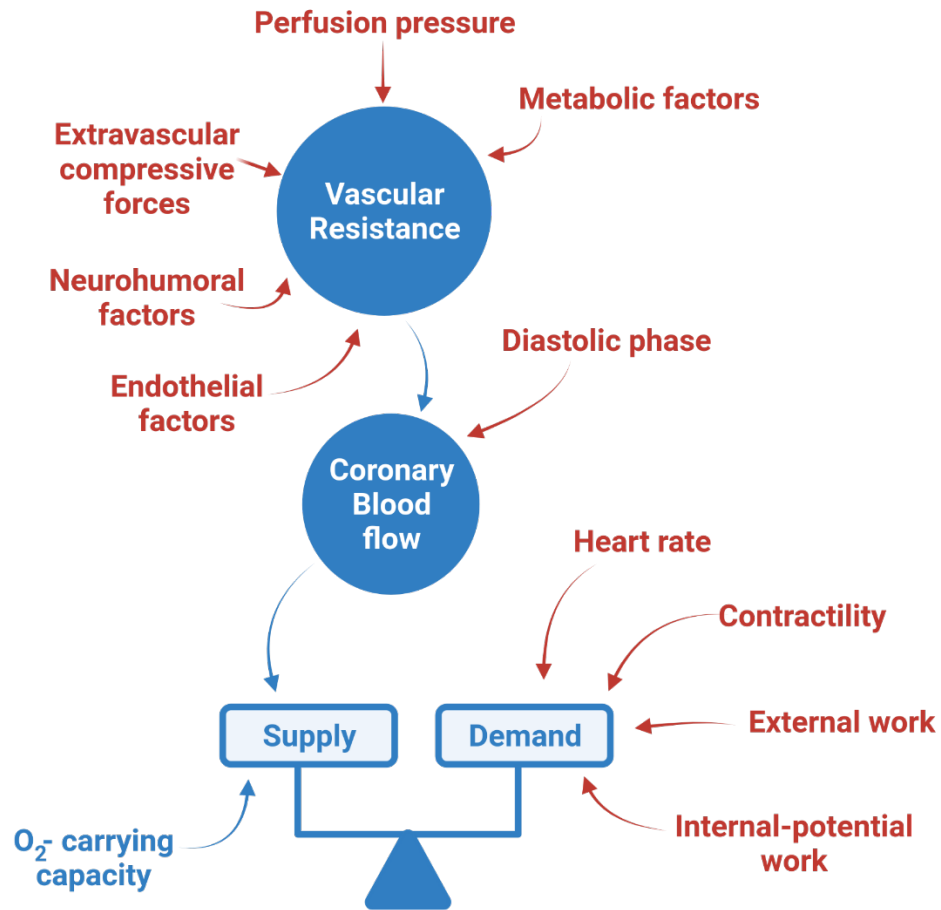 Perfusion pressure
Metabolic factors
Extravascular
compressive
forces
Vascular
Resistance
Neurohumoral
factors
Endothelial
factors
Diastolic phase
Coronary
Blood
flow
Heart rate
Contractility
Supply
Demand
External work
O₂- carrying
capacity
Internal-potential
work